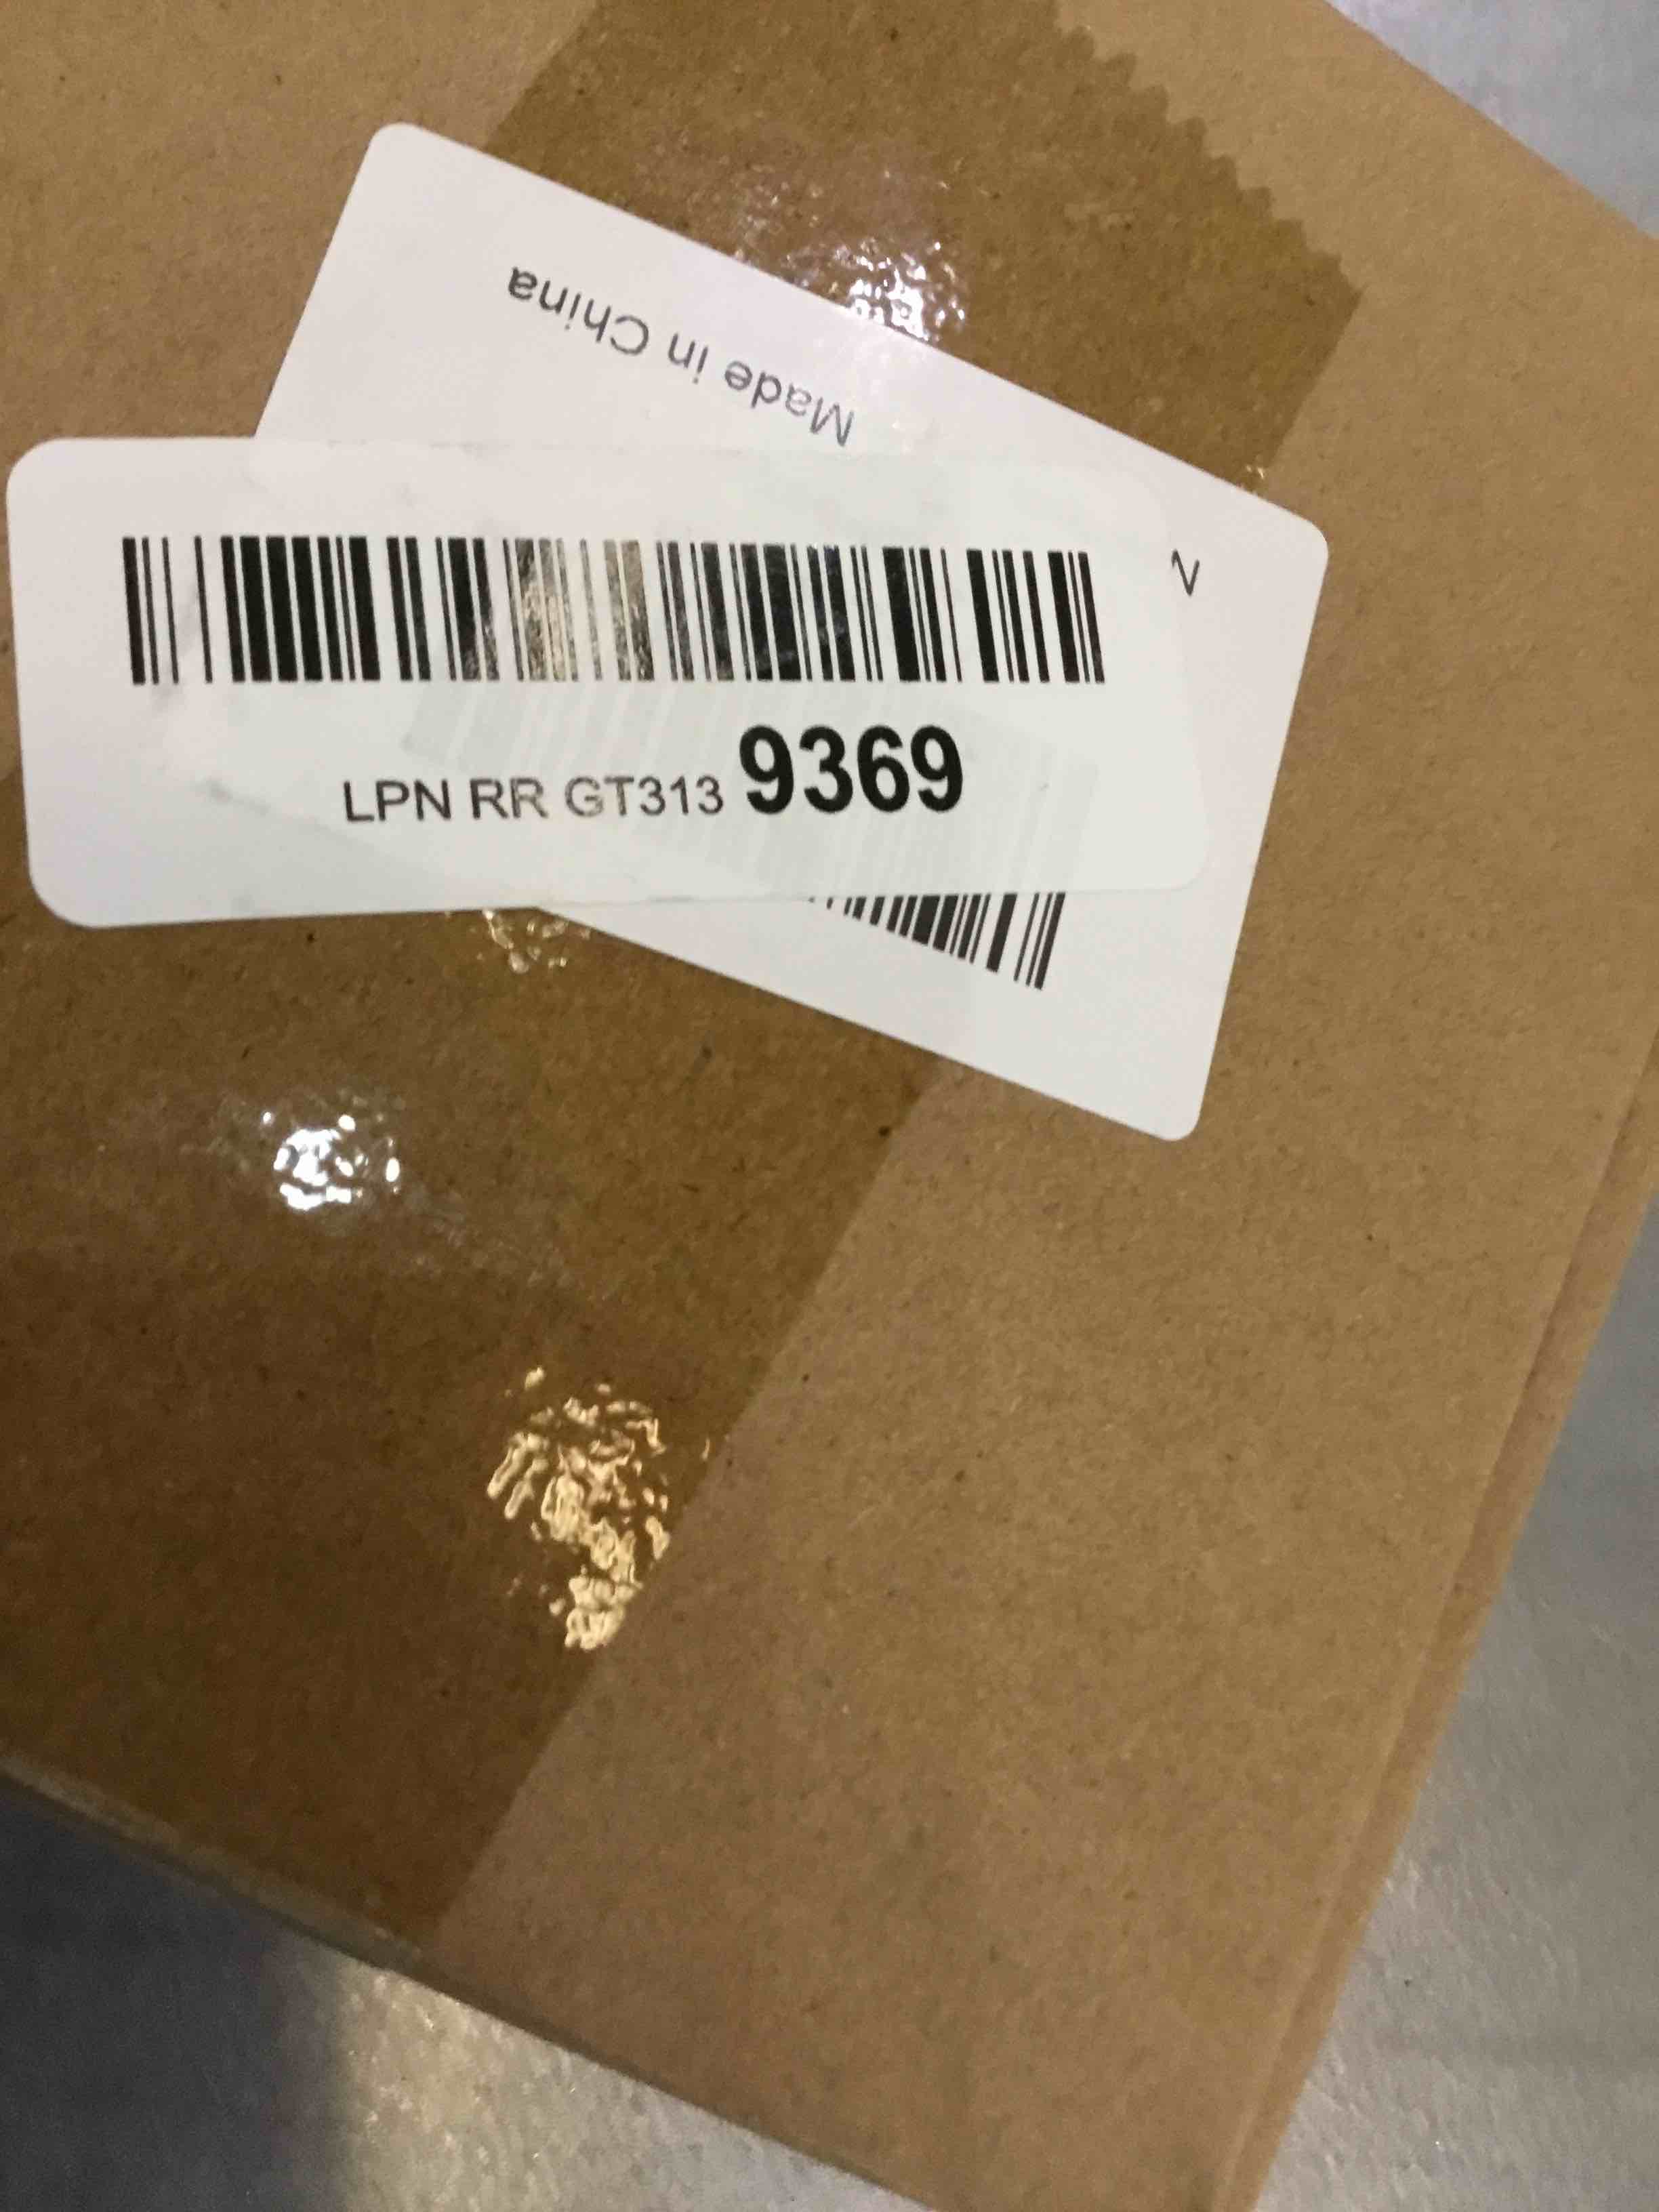 Made in China
N
LPN RR GT313 9369